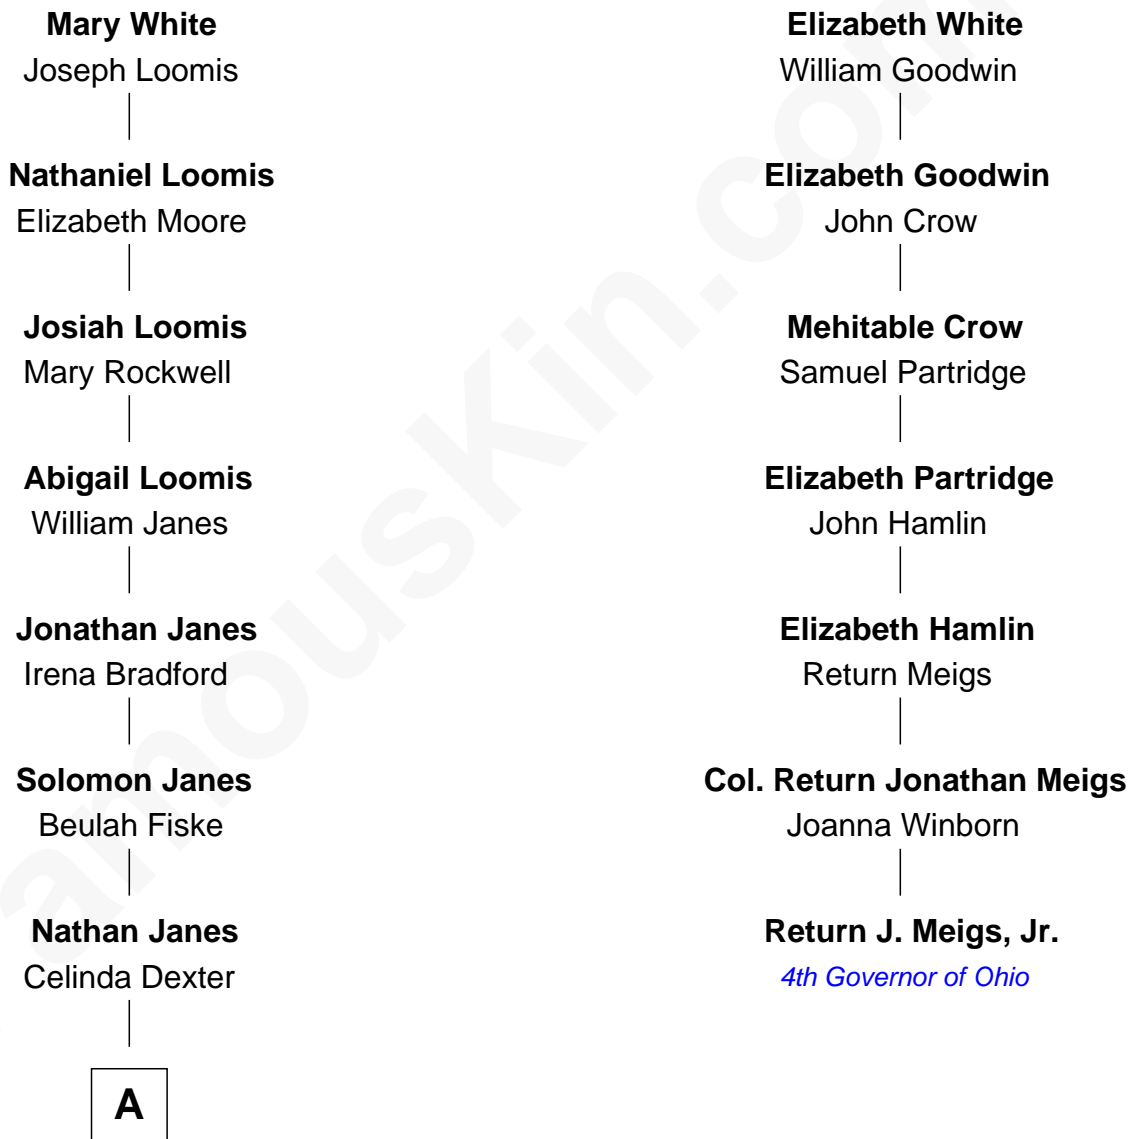 Mary White
Joseph Loomis
Nathaniel Loomis
Elizabeth Moore
Josiah Loomis
Mary Rockwell
Abigail Loomis
William Janes
Jonathan Janes
Irena Bradford
Solomon Janes
Beulah Fiske
Nathan Janes
Celinda Dexter
A
Elizabeth White
William Goodwin
Elizabeth Goodwin
John Crow
Mehitable Crow
Samuel Partridge
Elizabeth Partridge
John Hamlin
Elizabeth Hamlin
Return Meigs
Col. Return Jonathan Meigs
Joanna Winborn
Return J. Meigs, Jr.
4th Governor of Ohio
amouskin.com